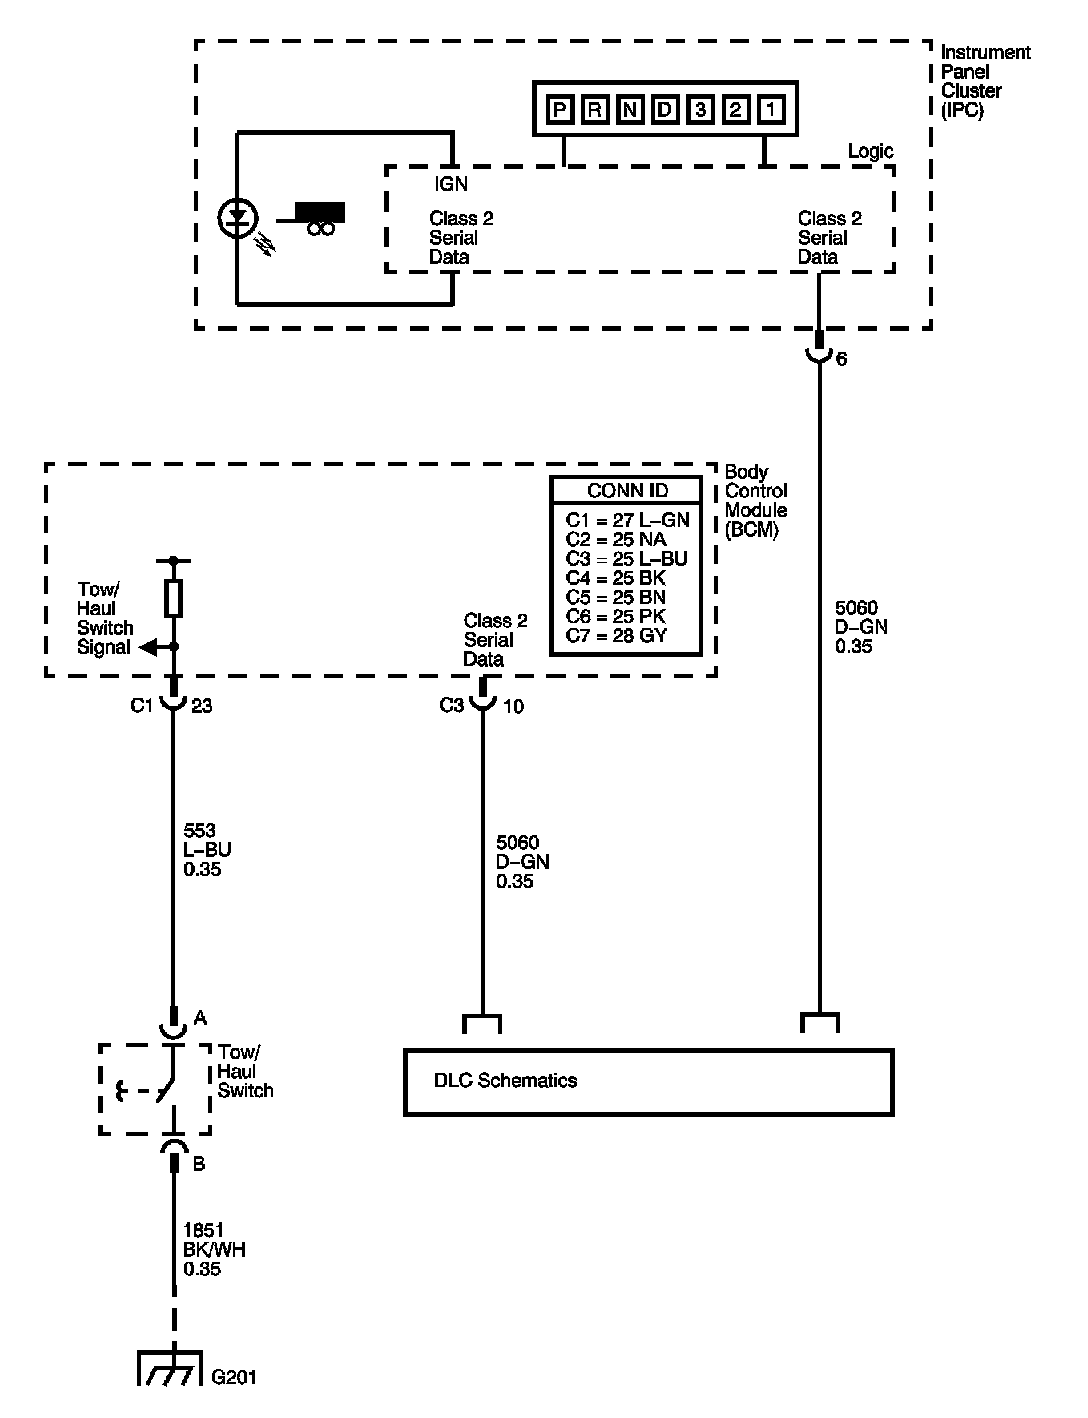 Instrument
Panel
Cluster
(IPC)
P R N D 3 2 1
Logic
IGN
Class 2
Serial
Data
Class 2
Serial
Data
6
Body
Control
Module
(BCM)
CONN ID
C1 = 27 L-GN
C2 = 25 NA
C3 = 25 L-BU
C4 = 25 BK
C5 = 25 BN
C6 = 25 PK
C7 = 28 GY
Tow/
Haul
Switch
Signal
Class 2
Serial
Data
C1 23
C3 10
5060
D-GN
0.35
553
L-BU
0.35
5060
D-GN
0.35
A
Tow/
Haul
Switch
DLC Schematics
B
1851
BK/WH
0.35
G201